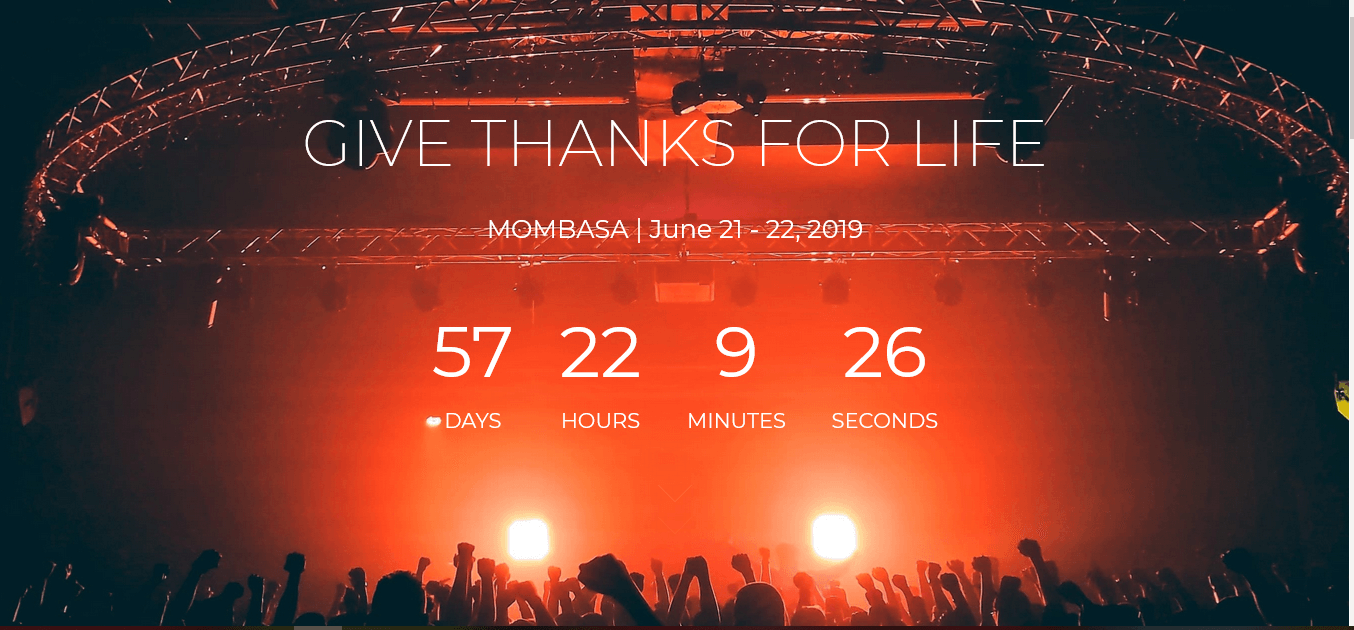 GIVE THANKS FOR LIFE
MOMBASA | June 21 - 22, 2019
57 22 9 26
DAYS HOURS MINUTES SECONDS